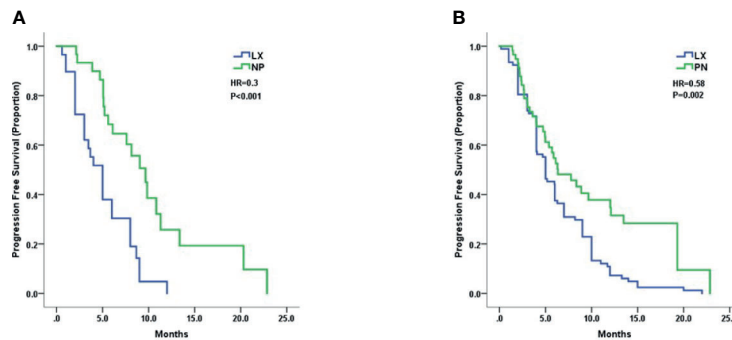 A
LX
NP
HR=0.3
P<0.001
Progression Free Survival (Proportion)
1.0
0.8
0.6
0.4
0.2
0.0
.0 5.0 10.0 15.0 20.0 25.0
Months
B
LX
PN
HR=0.58
P=0.002
Progression Free Survival (Proportion)
1.0
0.8
0.6
0.4
0.2
0.0
.0 5.0 10.0 15.0 20.0 25.0
Months